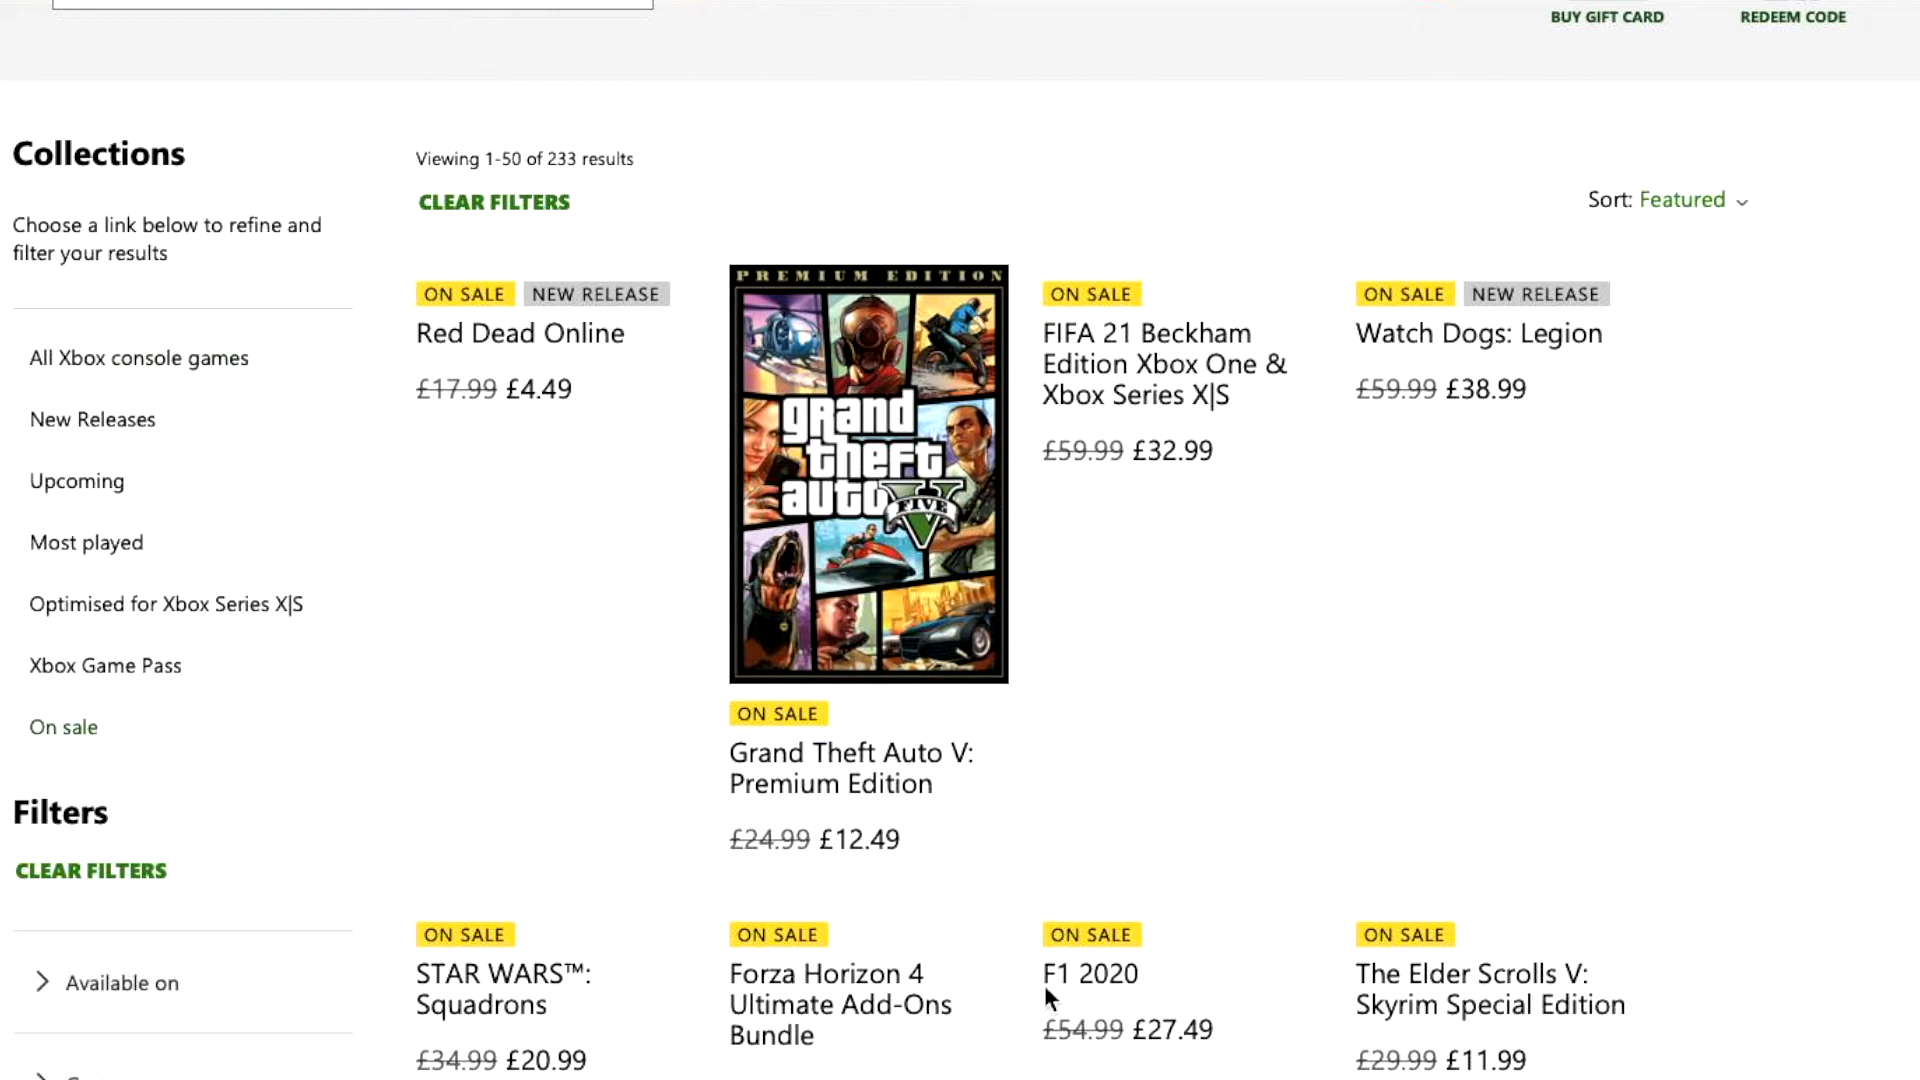 BUY GIFT CARD
REDEEM CODE
Collections
Choose a link below to refine and
filter your results
All Xbox console games
New Releases
Upcoming
Most played
Optimised for Xbox Series X|S
Xbox Game Pass
On sale
Filters
CLEAR FILTERS
Available on
Viewing 1-50 of 233 results
CLEAR FILTERS
Sort: Featured
ON SALE NEW RELEASE
Red Dead Online
£17.99 £4.49
PREMIUM EDITION
grand
theft
auto
FIVE
ON SALE
Grand Theft Auto V:
Premium Edition
£24.99 £12.49
ON SALE
FIFA 21 Beckham
Edition Xbox One &
Xbox Series X|S
£59.99 £32.99
ON SALE NEW RELEASE
Watch Dogs: Legion
£59.99 £38.99
ON SALE
STAR WARS™:
Squadrons
£34.99 £20.99
ON SALE
Forza Horizon 4
Ultimate Add-Ons
Bundle
ON SALE
F1 2020
£54.99 £27.49
ON SALE
The Elder Scrolls V:
Skyrim Special Edition
£29.99 £11.99